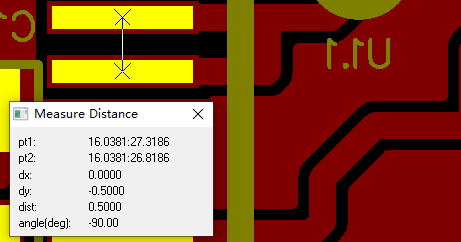 C1
U1.1
Measure Distance
pt1: 16.0381:27.3186
pt2: 16.0381:26.8186
dx: 0.0000
dy: -0.5000
dist: 0.5000
angle(deg): -90.00